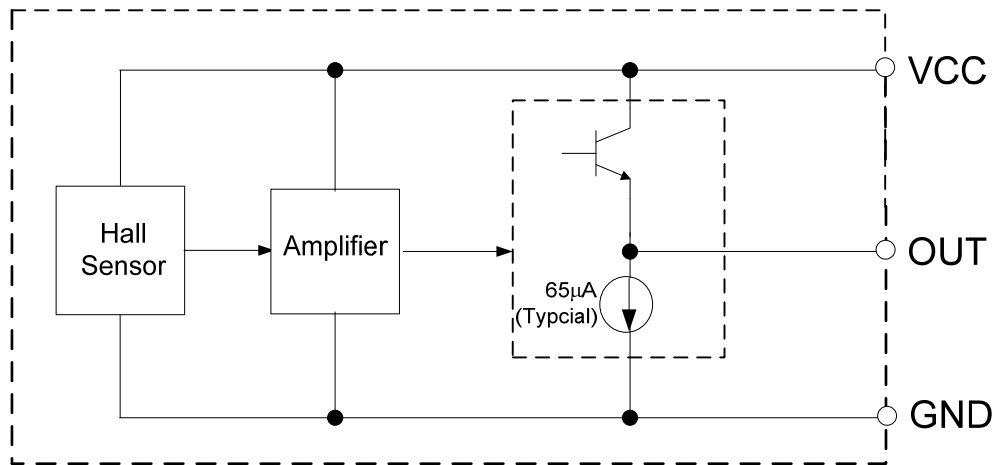 VCC
Hall
Sensor
Amplifier
OUT
65μA
(Typcial)
GND